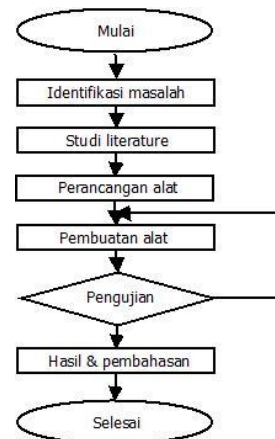 Mulai
Identifikasi masalah
Studi literature
Perancangan alat
Pembuatan alat
Pengujian
Hasil & pembahasan
Selesai